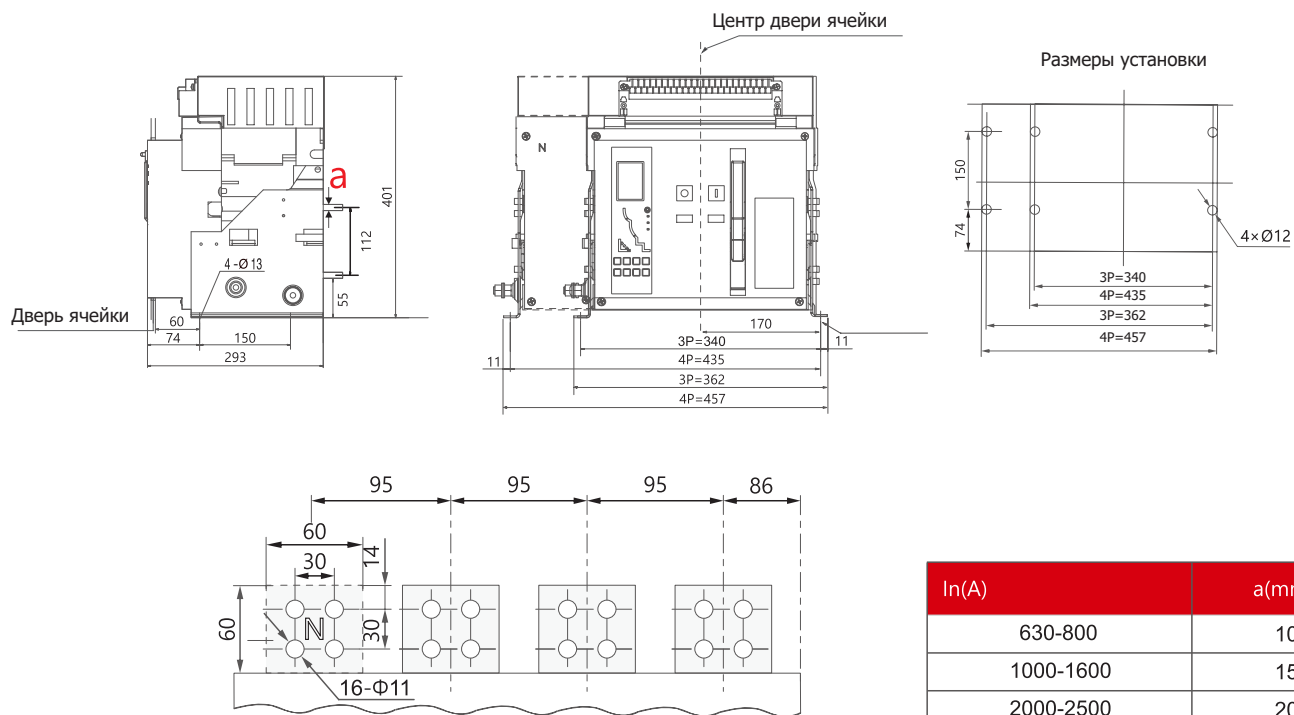 Центр двери ячейки
Размеры установки
a
401
112
55
4-Ø13
Дверь ячейки
60
74
150
293
N
170
3P=340
11
11
4P=435
3P=362
4P=457
150
74
4×Ø12
3P=340
4P=435
3P=362
4P=457
95
95
95
86
60
30
14
60
N
30
16-Φ11
In(A)
630-800
1000-1600
2000-2500